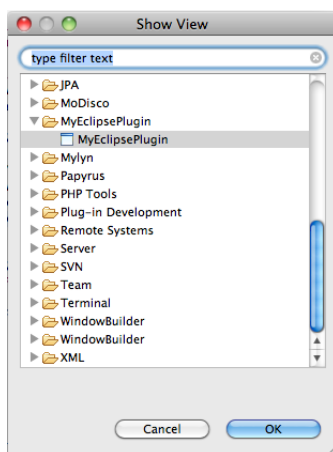 Show View
type filter text
JPA
MoDisco
MyEclipsePlugin
MyEclipsePlugin
Mylyn
Papyrus
PHP Tools
Plug-in Development
Remote Systems
Server
SVN
Team
Terminal
WindowBuilder
WindowBuilder
XML
Cancel OK